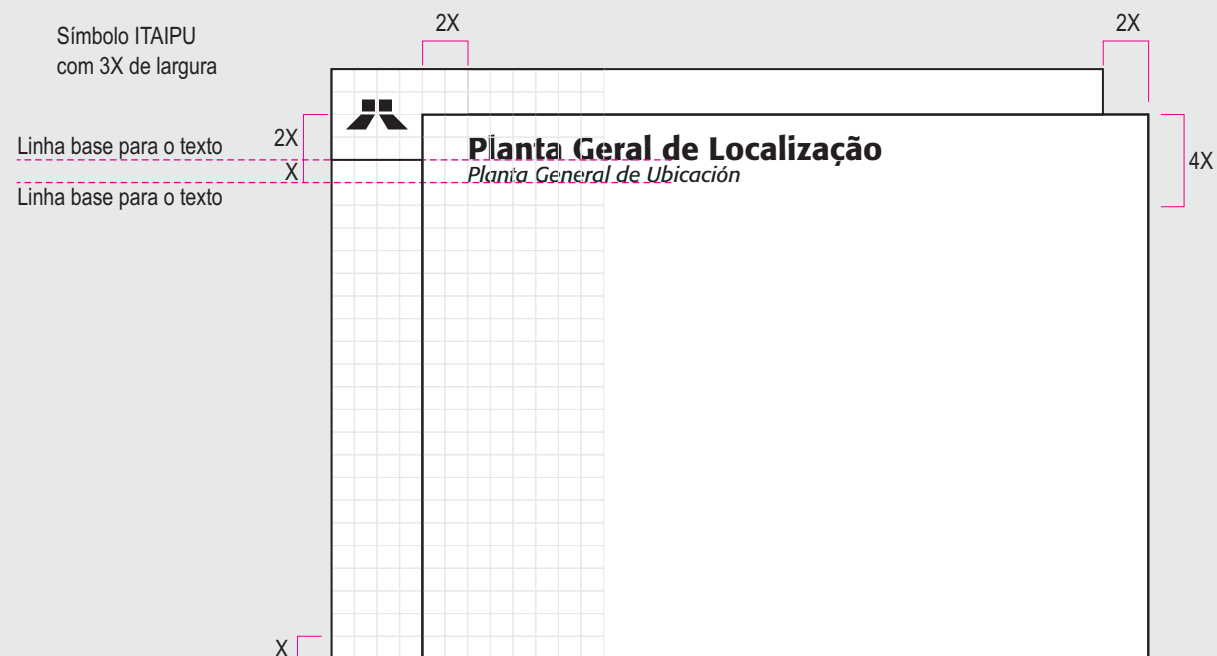 2X
2X
Símbolo ITAIPU
com 3X de largura
Linha base para o texto
2X
Planta Geral de Localização
4X
X
Planta General de Ubicación
Linha base para o texto
X